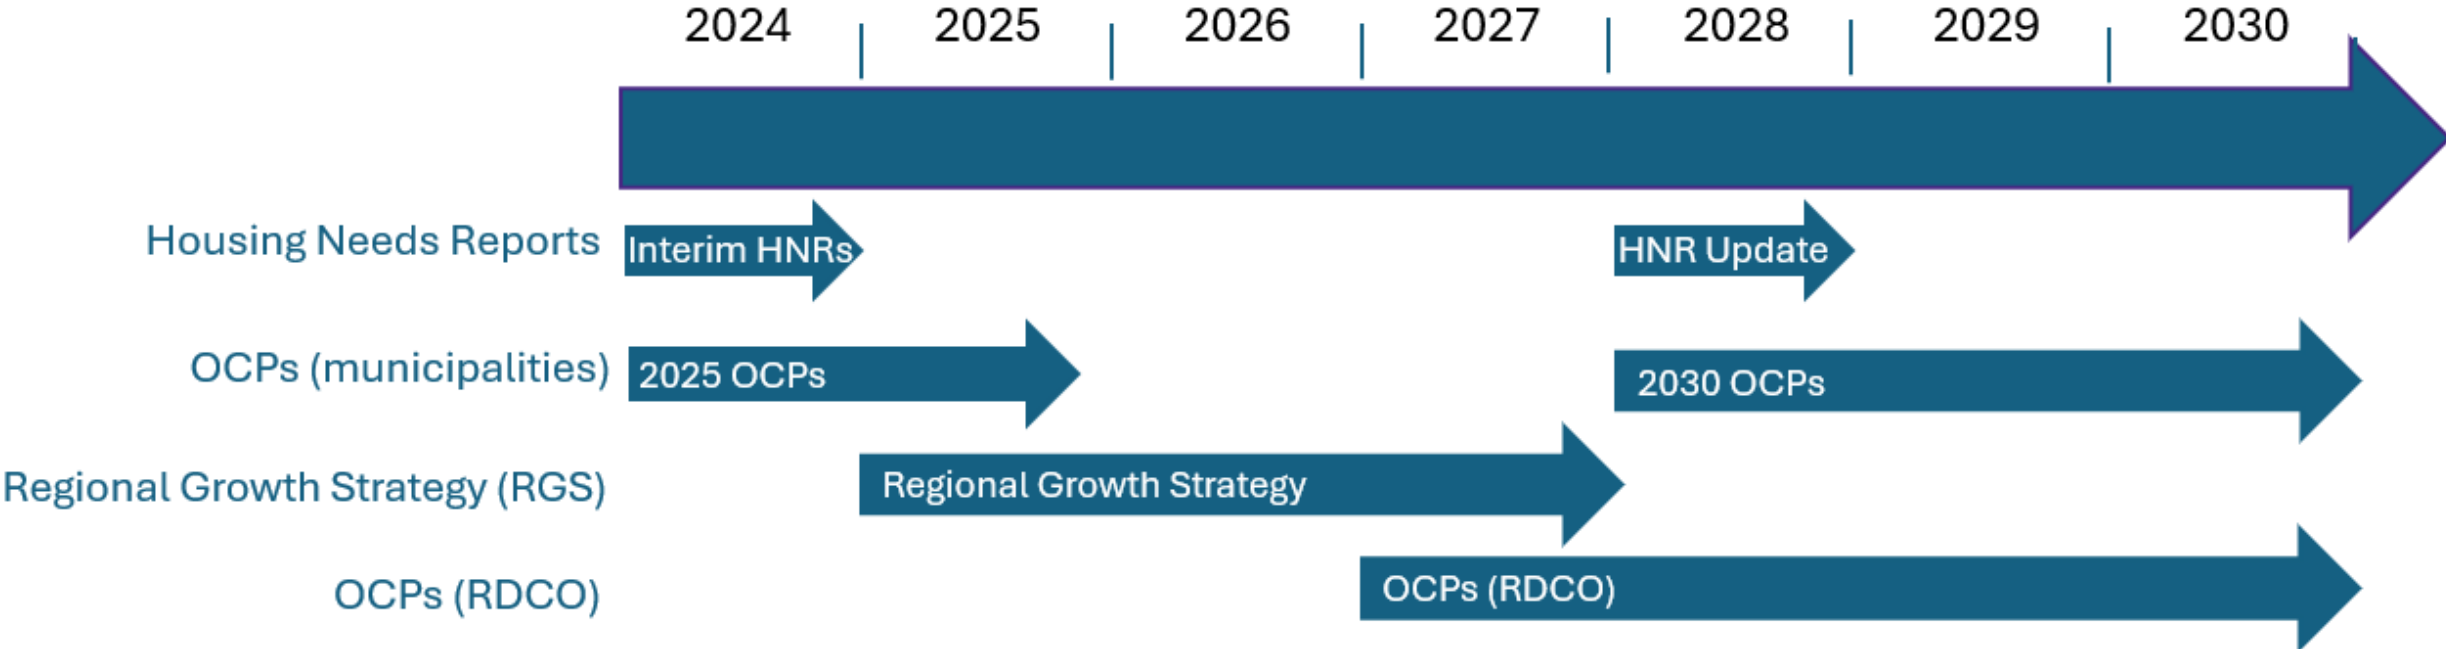 2024 2025 2026 2027 2028 2029 2030
Housing Needs Reports
Interim HNRs
HNR Update
OCPs (municipalities)
2025 OCPs
2030 OCPs
Regional Growth Strategy (RGS)
Regional Growth Strategy
OCPs (RDCO)
OCPs (RDCO)